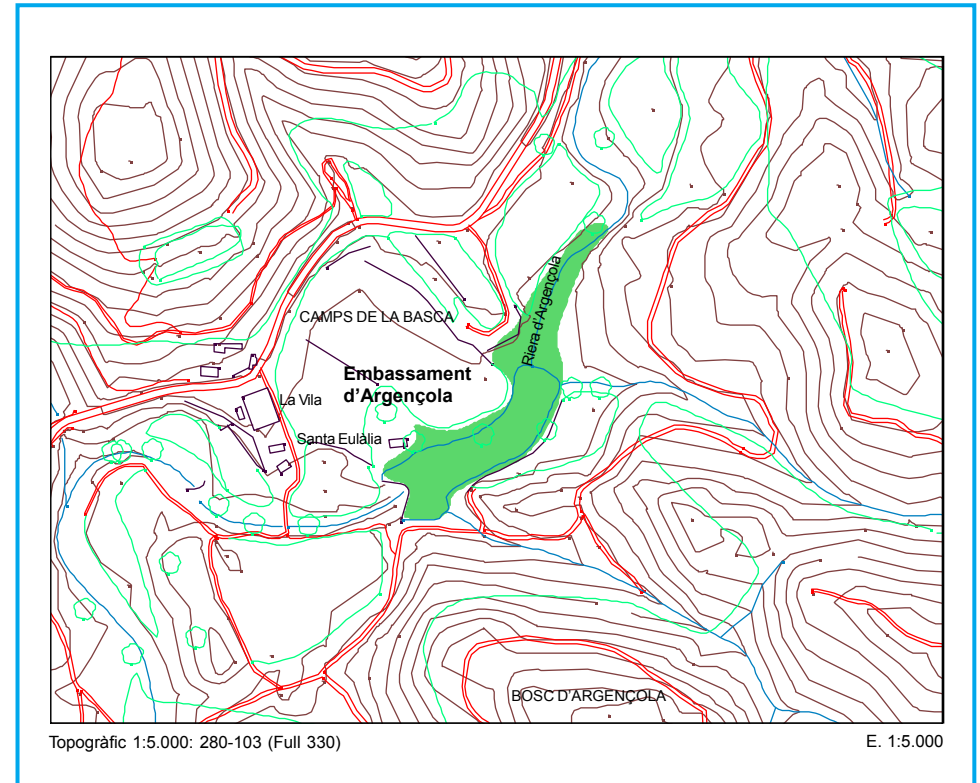 Riera d'Argençola
CAMPS DE LA BASCA
Embassament
d'Argençola
La Vila
Santa Eulàlia
BOSC D'ARGENÇOLA
Topogràfic 1:5.000: 280-103 (Full 330)
E. 1:5.000